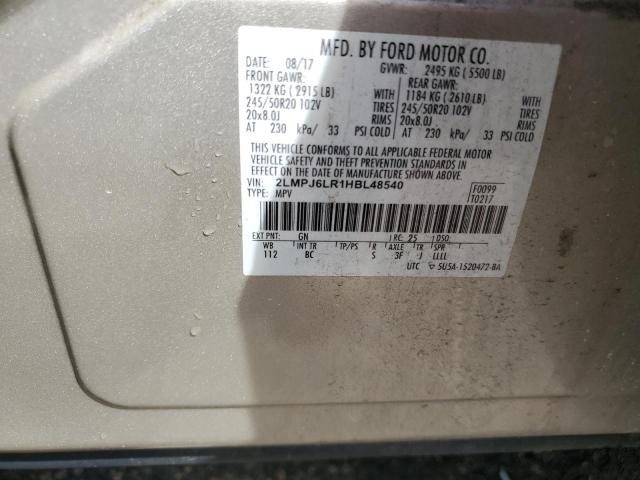 MFD. BY FORD MOTOR CO.
DATE: 08/17 GVWR: 2495 KG ( 5500 LB)
FRONT GAWR: REAR GAWR:
1322 KG ( 2915 LB) 1184 KG ( 2610 LB)
245/50R20 102V TIRES 245/50R20 102V TIRES
20x8.0J RIMS 20x8.0J RIMS
AT 230 kPa/ 33 PSI COLD AT 230 kPa/ 33 PSI COLD
THIS VEHICLE CONFORMS TO ALL APPLICABLE FEDERAL MOTOR
VEHICLE SAFETY AND THEFT PREVENTION STANDARDS IN
EFFECT ON THE DATE OF MANUFACTURE SHOWN ABOVE.
VIN: 2LMPJ6LR1HBL48540 F0099
TYPE: MPV T0217
EXT PNT: GN RC: 25 DSO:
WB INT TR TP/PS R AXLE TR SPR
112 BC S 3F J LLLL
UTC 5U5A-1520472-BA